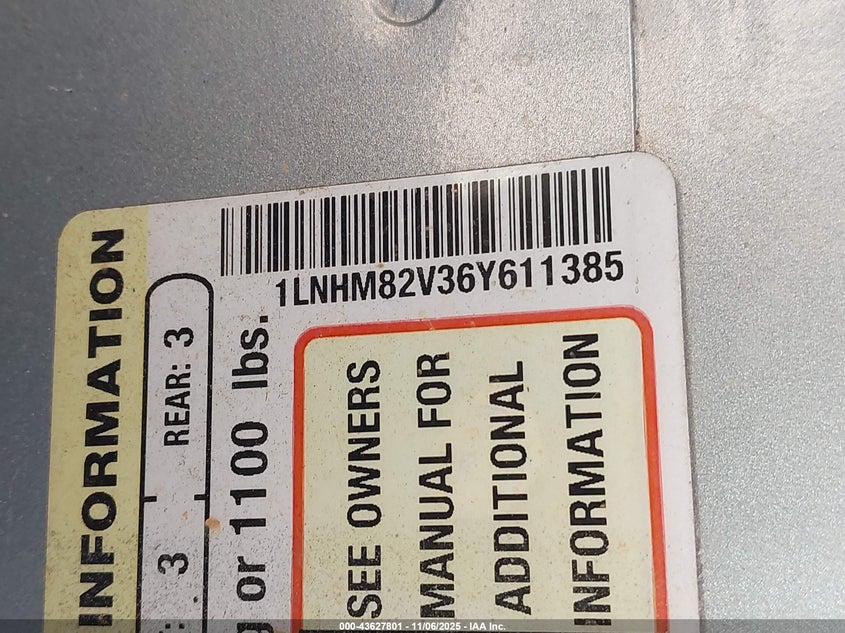 1LNHM82V36Y611385
INFORMATION
: 3
REAR: 3
g or 1100 lbs.
SEE OWNERS
MANUAL FOR
ADDITIONAL
INFORMATION
000-43627801 - 11/06/2025 - IAA Inc.